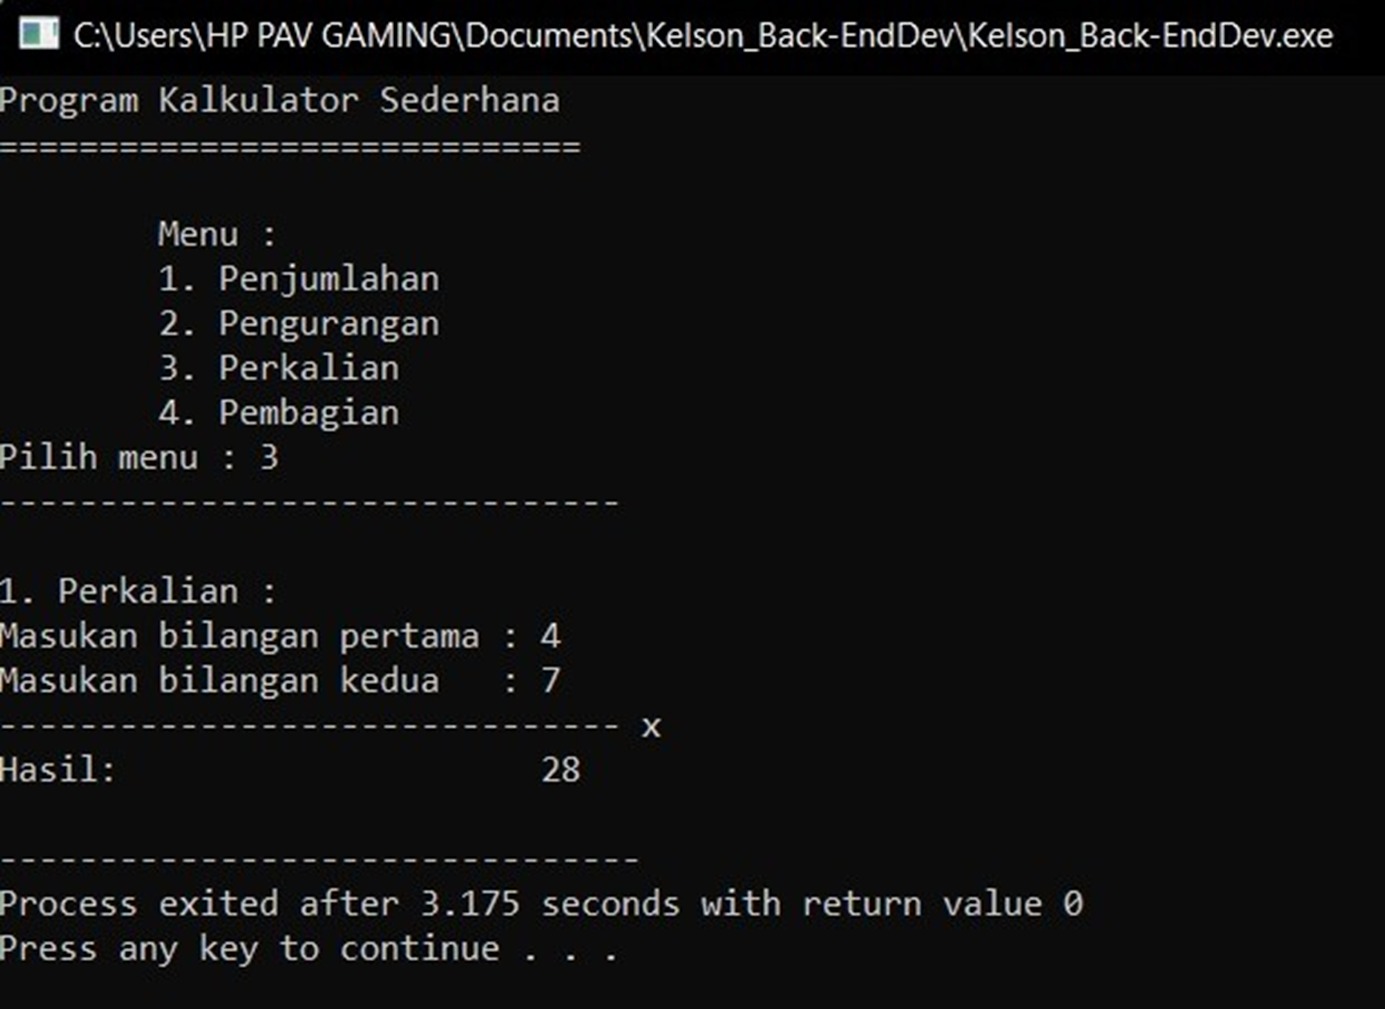 C:\Users\HP PAV GAMING\Documents\Kelson_Back-EndDev\Kelson_Back-EndDev.exe
Program Kalkulator Sederhana
=============================
Menu :
1. Penjumlahan
2. Pengurangan
3. Perkalian
4. Pembagian
Pilih menu : 3
-------------------------------
1. Perkalian :
Masukan bilangan pertama : 4
Masukan bilangan kedua   : 7
------------------------------- x
Hasil:                     28
--------------------------------
Process exited after 3.175 seconds with return value 0
Press any key to continue . . .